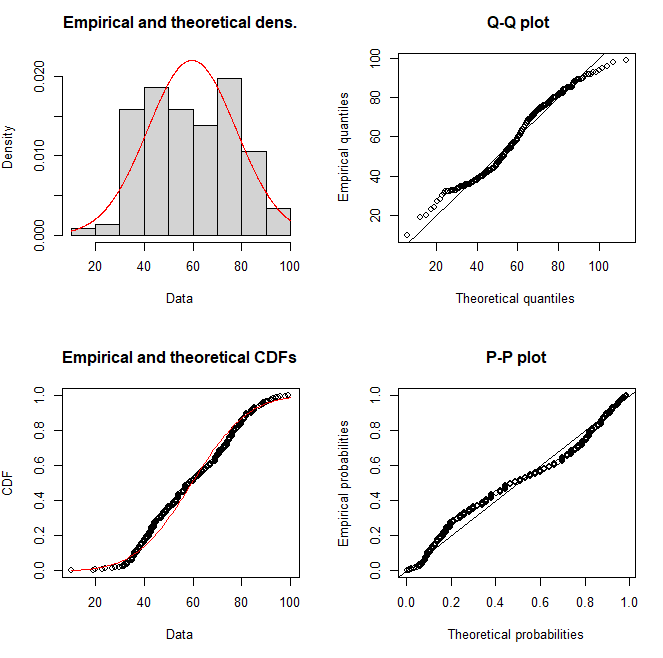 Empirical and theoretical dens.
Density
0.000
0.010
0.020
20 40 60 80 100
Data
Q-Q plot
Empirical quantiles
20
40
60
80
100
20 40 60 80 100
Theoretical quantiles
Empirical and theoretical CDFs
CDF
0.0
0.2
0.4
0.6
0.8
1.0
20 40 60 80 100
Data
P-P plot
Empirical probabilities
0.0
0.2
0.4
0.6
0.8
1.0
0.0 0.2 0.4 0.6 0.8 1.0
Theoretical probabilities